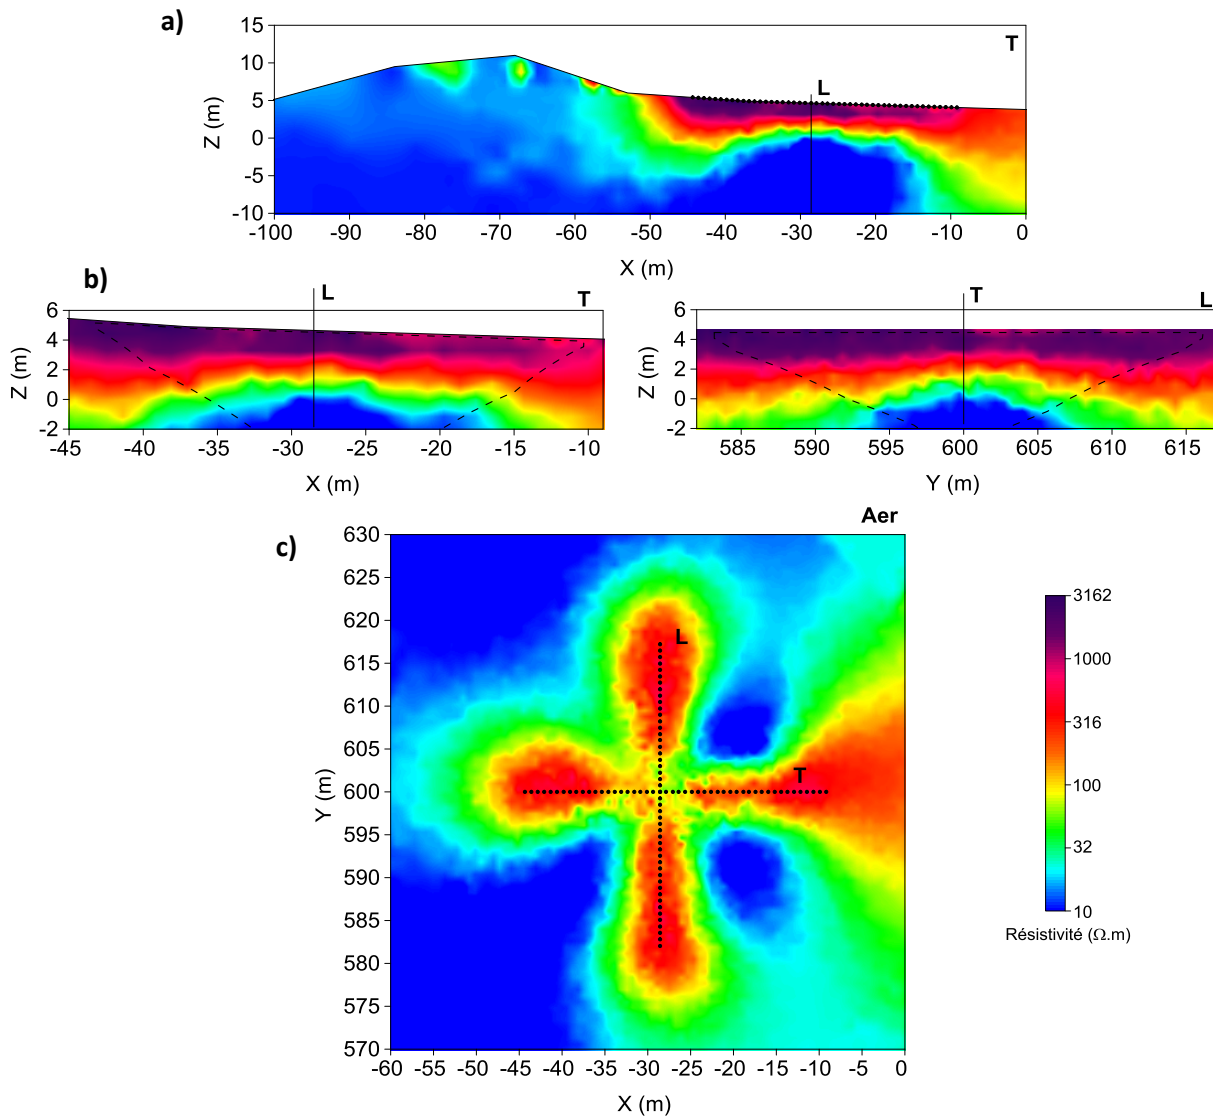 a)
T
L
15
10
5
0
-5
-10
Z (m)
-100 -90 -80 -70 -60 -50 -40 -30 -20 -10 0
X (m)
b)
L
T
6
4
2
0
-2
Z (m)
-45 -40 -35 -30 -25 -20 -15 -10
X (m)
T
L
6
4
2
0
-2
Z (m)
585 590 595 600 605 610 615
Y (m)
c)
Aer
630
625
620
615
610
605
600
595
590
585
580
575
570
Y (m)
L
T
-60 -55 -50 -45 -40 -35 -30 -25 -20 -15 -10 -5 0
X (m)
3162
1000
316
100
32
10
Résistivité (Ω.m)